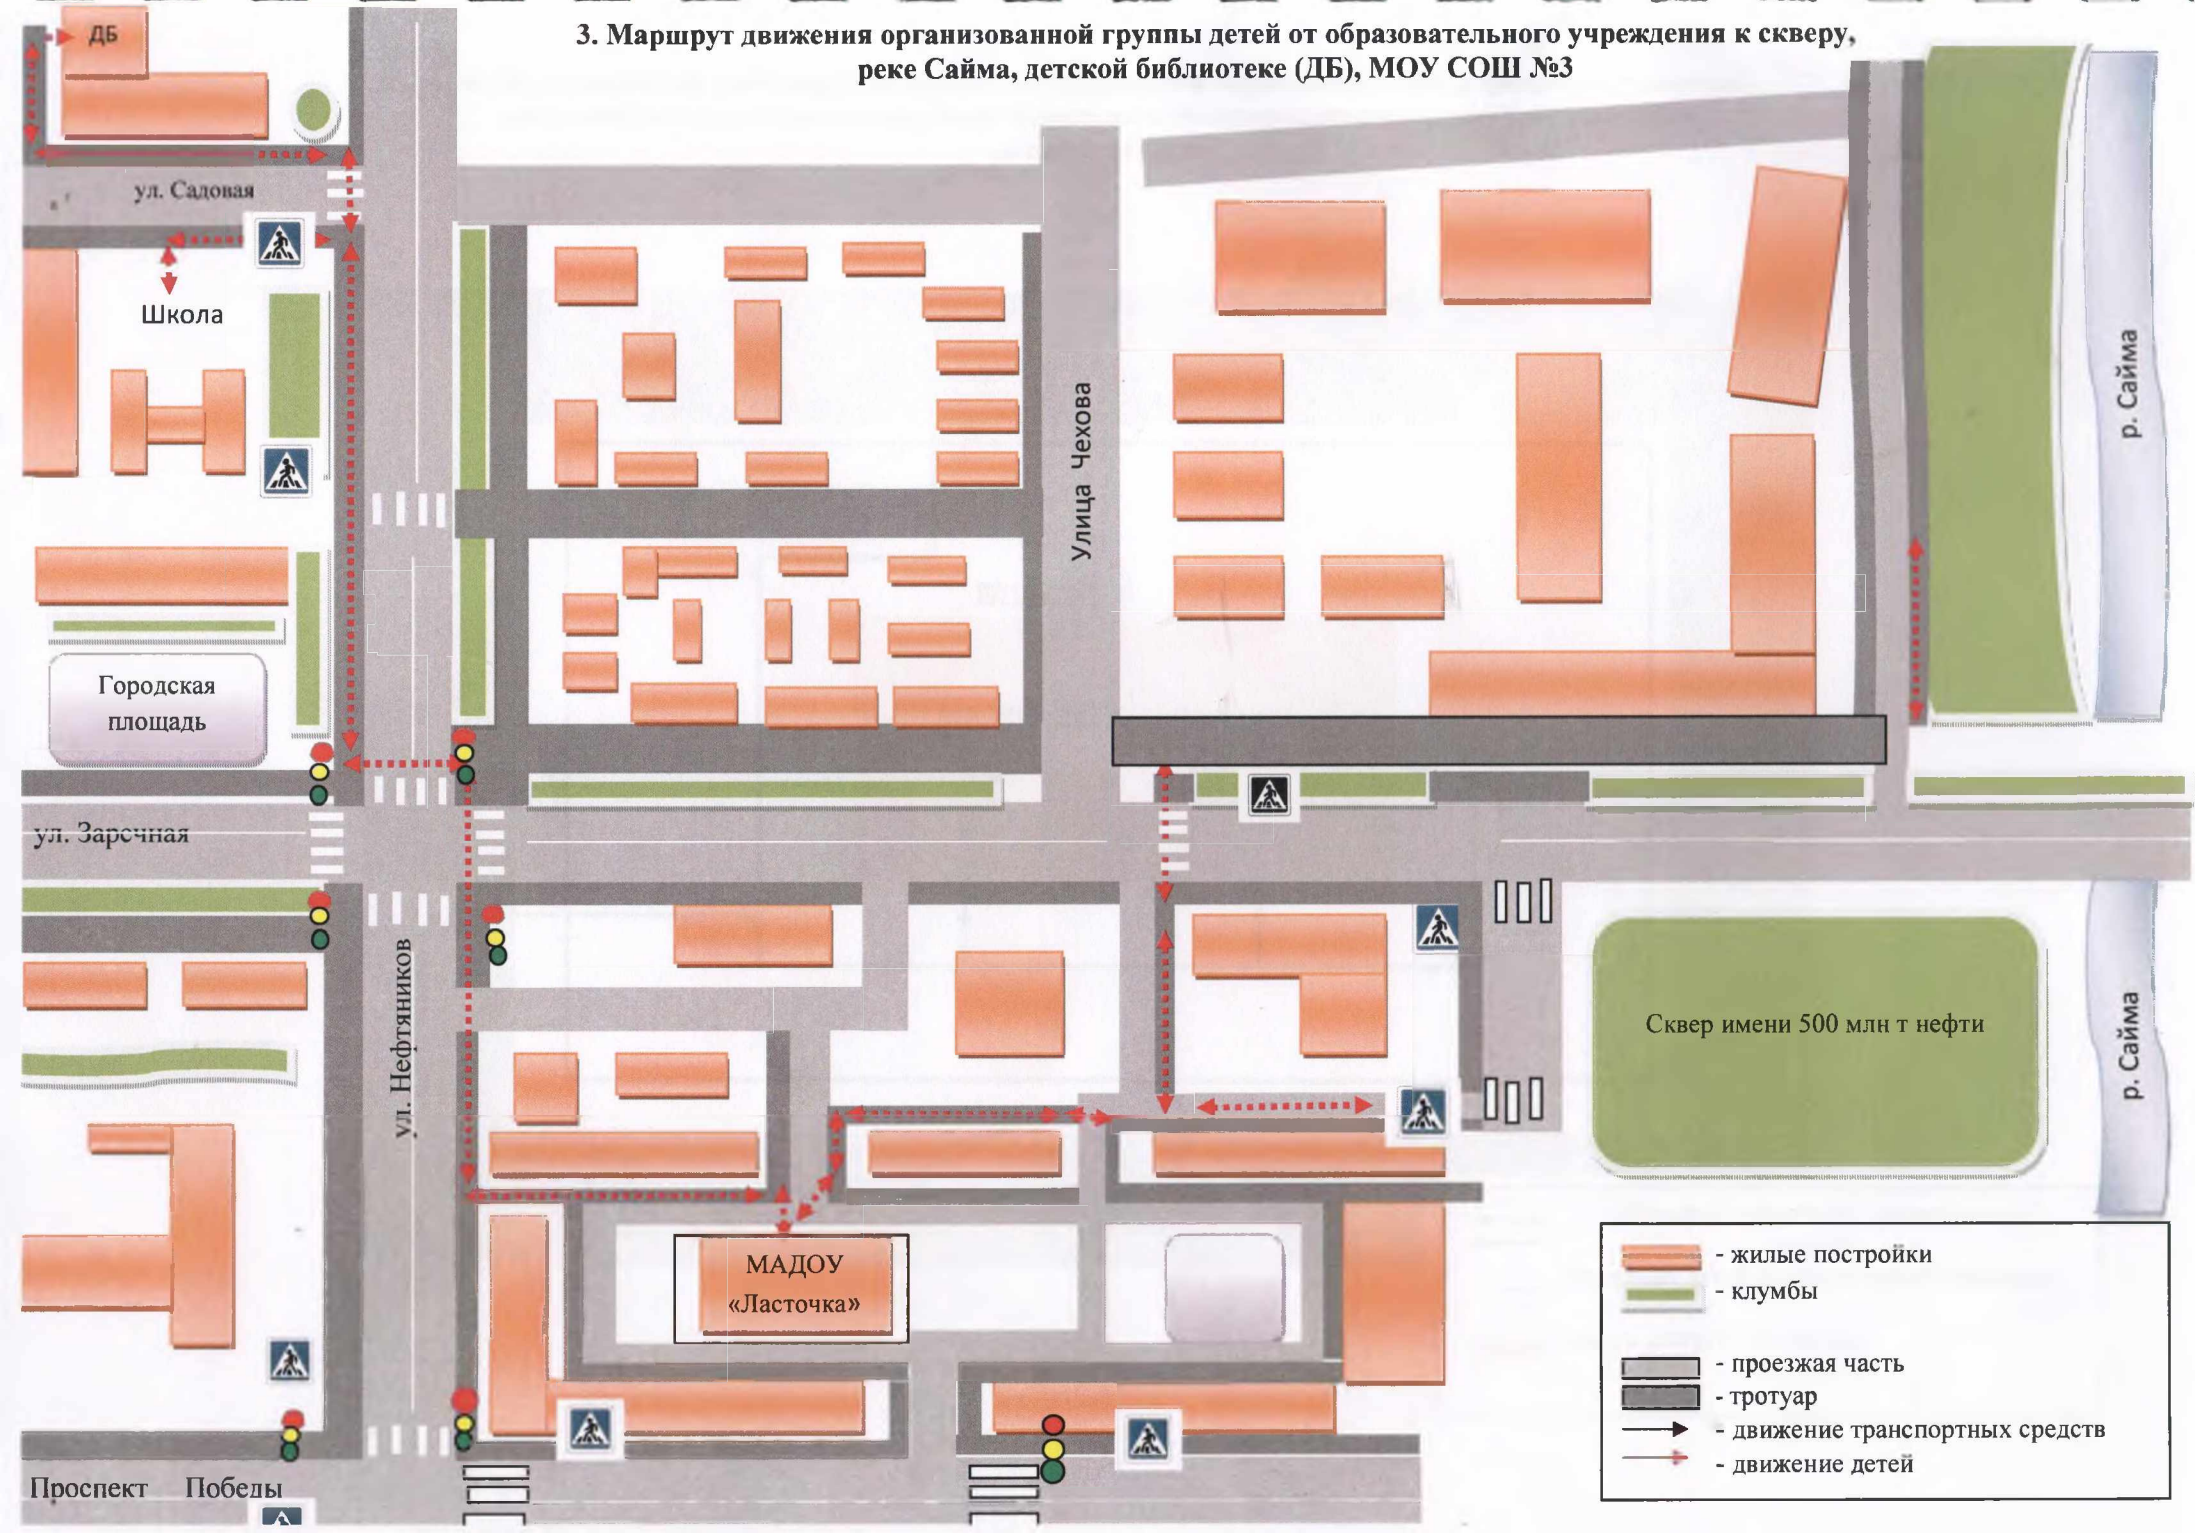 3. Маршрут движения организованной группы детей от образовательного учреждения к скверу,
реке Сайма, детской библиотеке (ДБ), МОУ СОШ №3
ДБ
ул. Садовая
Школа
Улица Чехова
р. Сайма
Городская
площадь
ул. Заречная
ул. Нефтяников
Сквер имени 500 млн т нефти
р. Сайма
МАДОУ
«Ласточка»
- жилые постройки
- клумбы
- проезжая часть
- тротуар
- движение транспортных средств
- движение детей
Проспект Победы